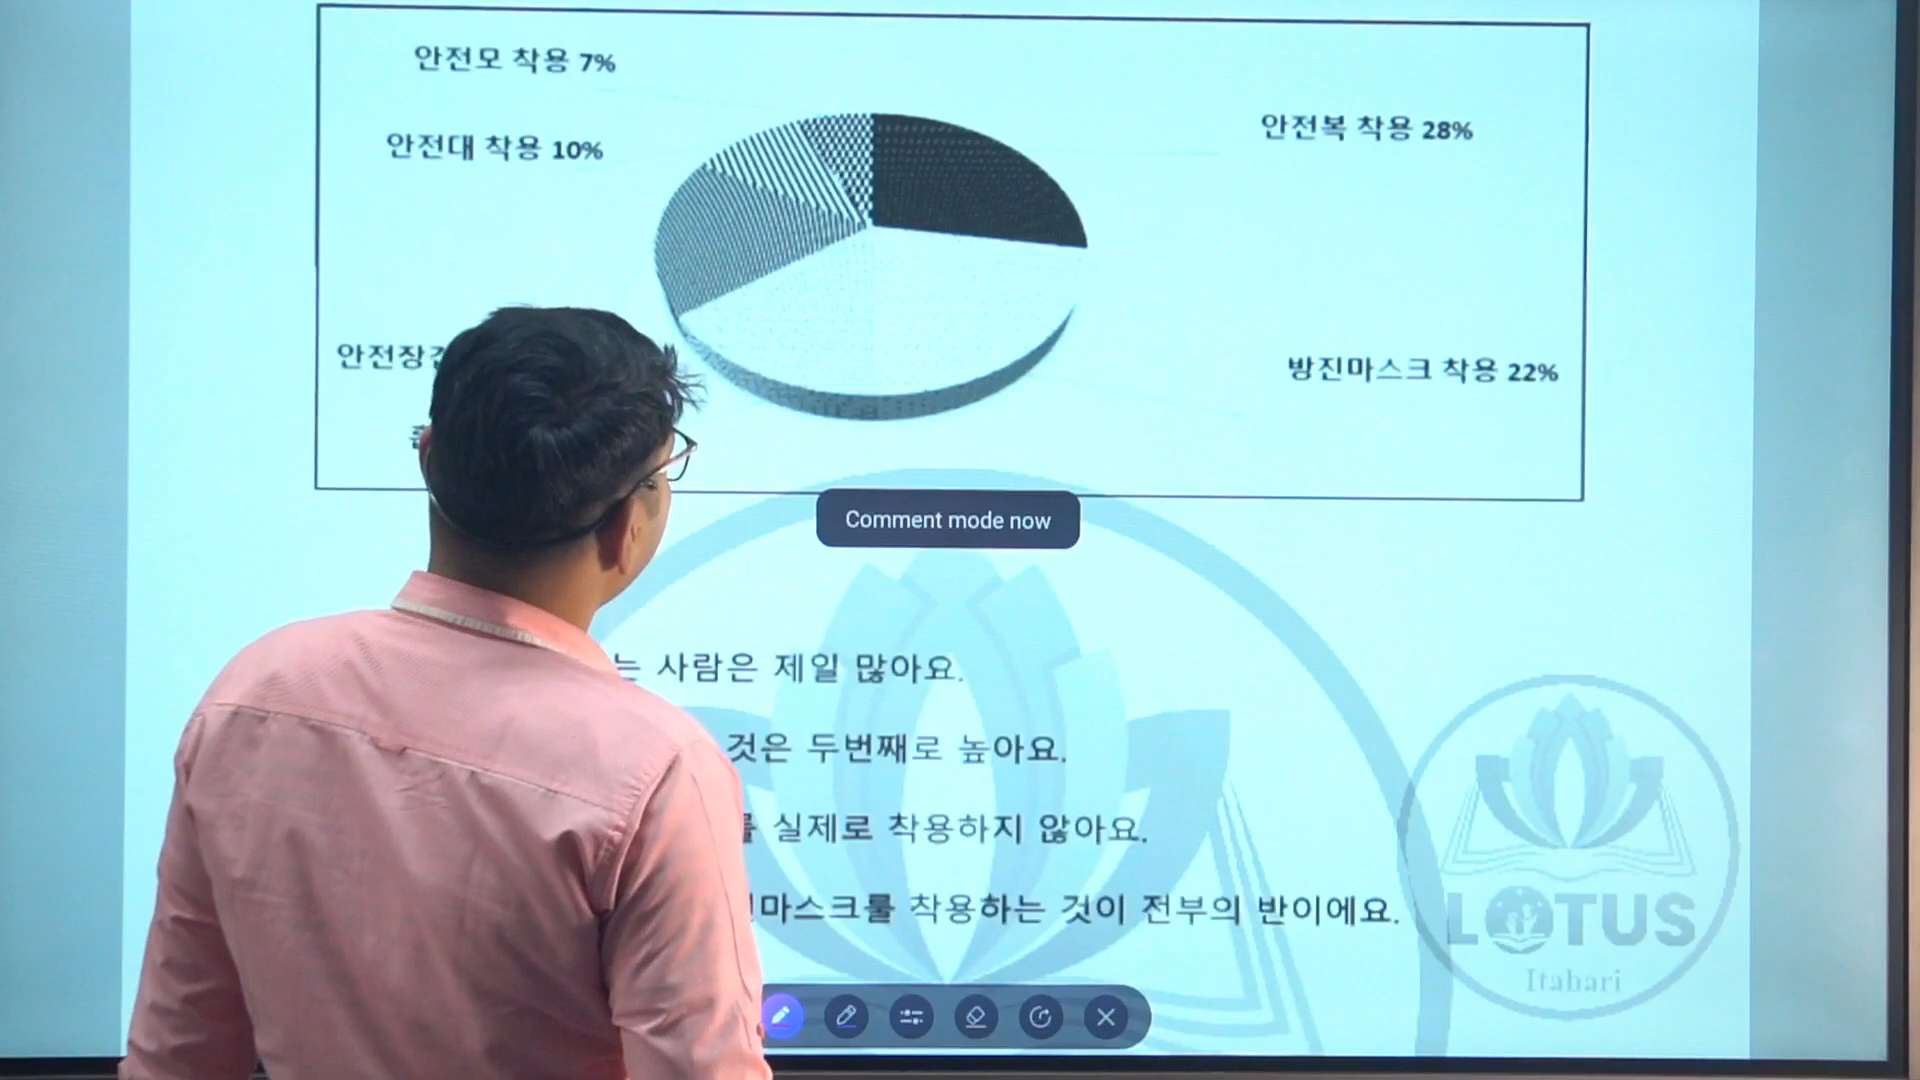 안전모 착용 7%
안전복 착용 28%
안전대 착용 10%
방진마스크 착용 22%
Comment mode now
는 사람은 제일 많아요.
것은 두번째로 높아요.
실제로 착용하지 않아요.
마스크를 착용하는 것이 전부의 반이에요.
LOTUS
Itabari